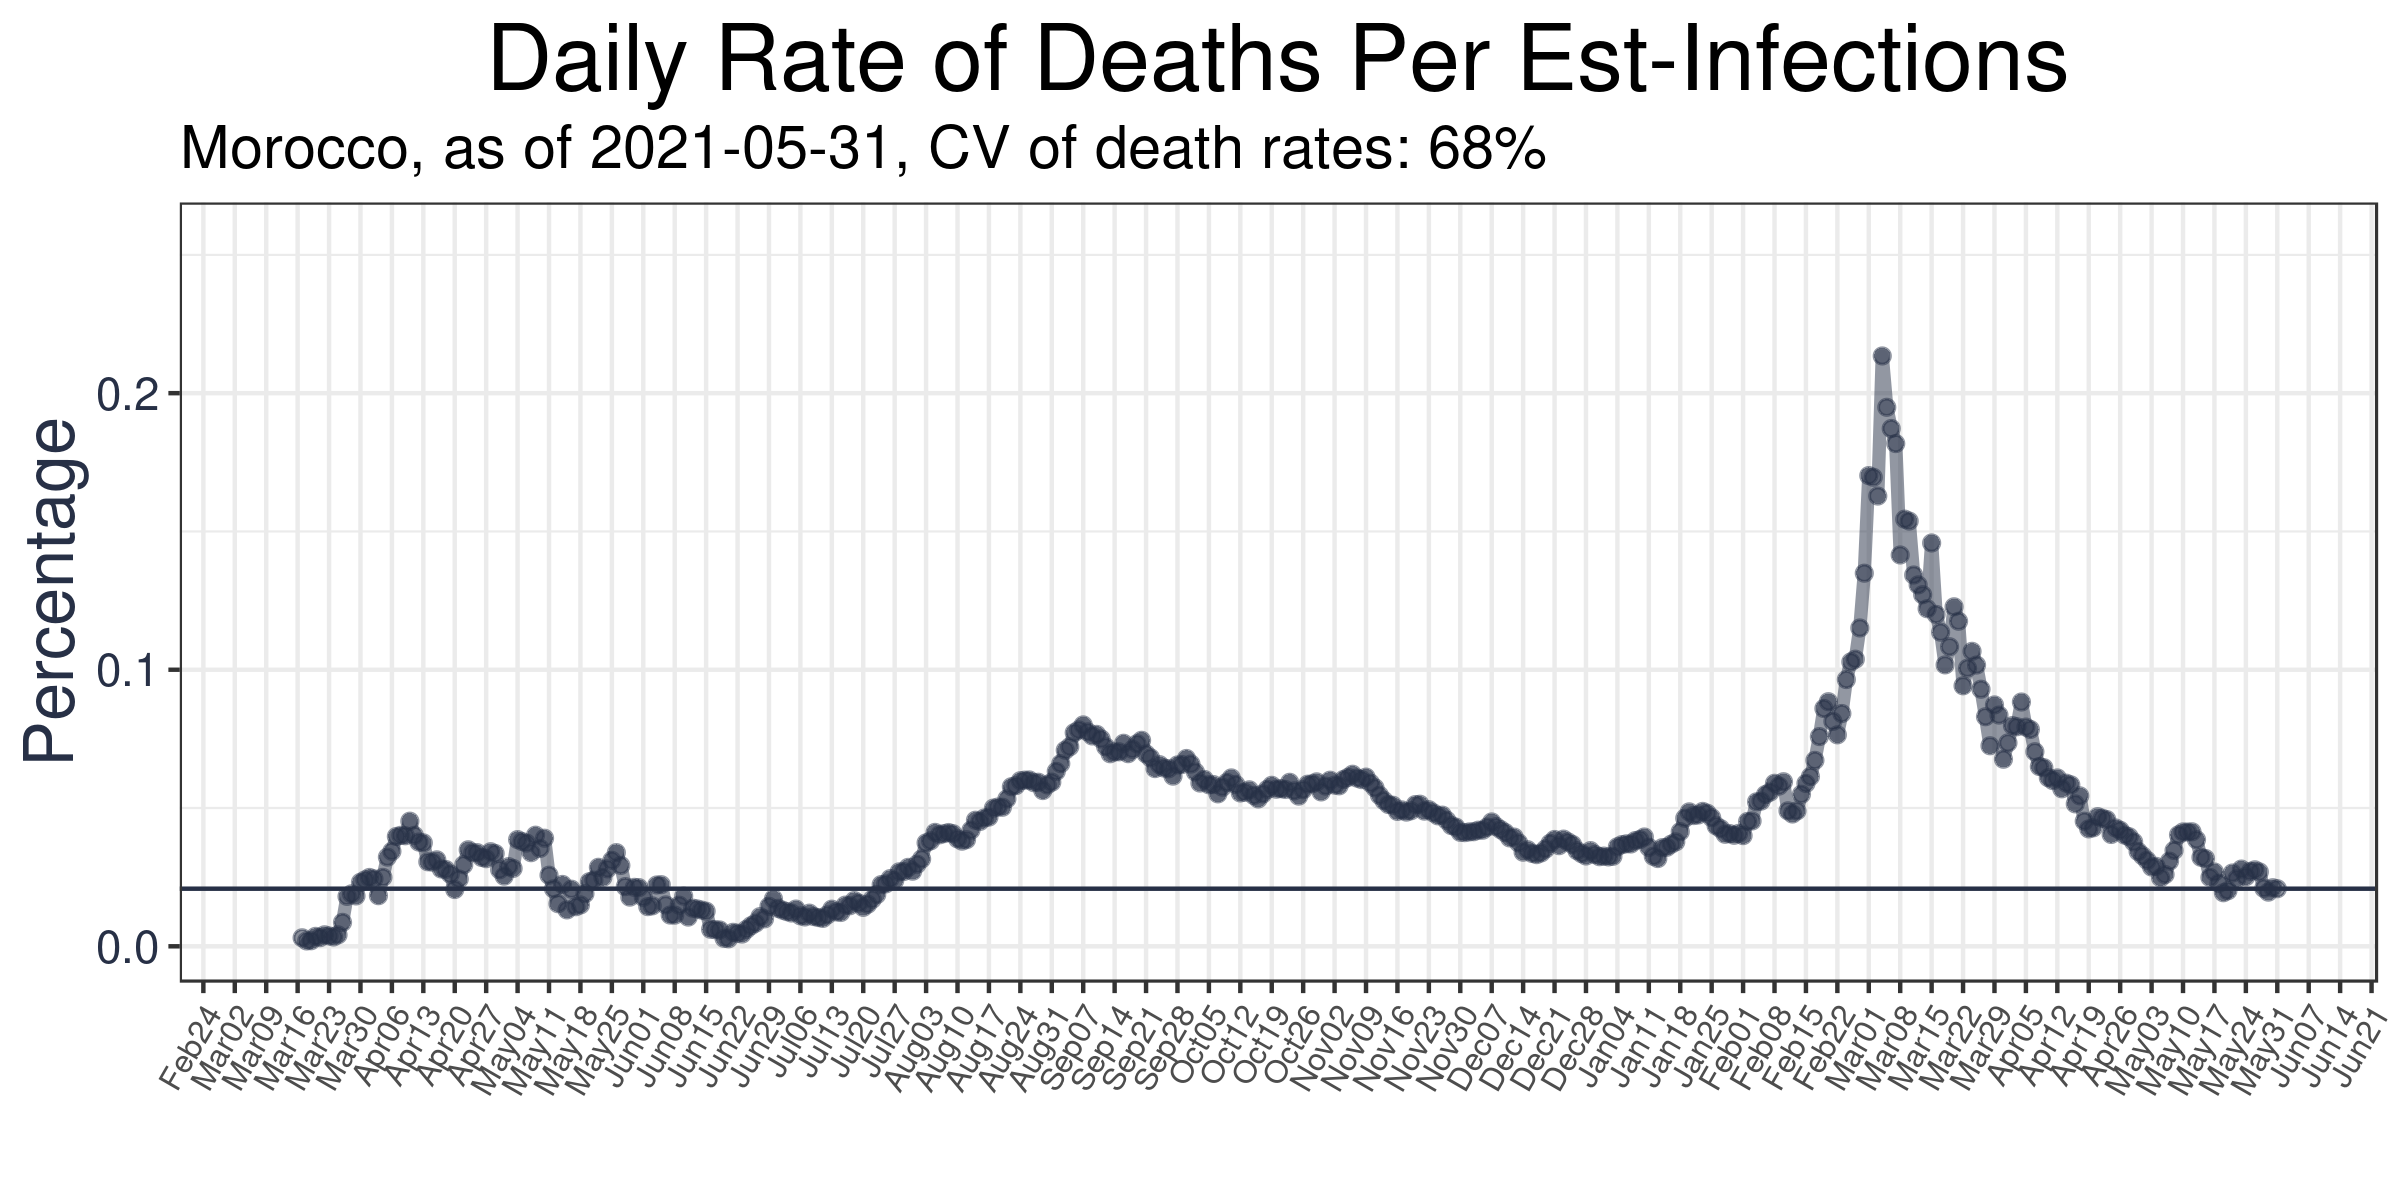 Daily Rate of Deaths Per Est-Infections
Morocco, as of 2021-05-31, CV of death rates: 68%
Percentage
0.2
0.1
0.0
Feb24
Mar02
Mar09
Mar16
Mar23
Mar30
Apr06
Apr13
Apr20
Apr27
May04
May11
May18
May25
Jun01
Jun08
Jun15
Jun22
Jun29
Jul06
Jul13
Jul20
Jul27
Aug03
Aug10
Aug17
Aug24
Aug31
Sep07
Sep14
Sep21
Sep28
Oct05
Oct12
Oct19
Oct26
Nov02
Nov09
Nov16
Nov23
Nov30
Dec07
Dec14
Dec21
Dec28
Jan04
Jan11
Jan18
Jan25
Feb01
Feb08
Feb15
Feb22
Mar01
Mar08
Mar15
Mar22
Mar29
Apr05
Apr12
Apr19
Apr26
May03
May10
May17
May24
May31
Jun07
Jun14
Jun21